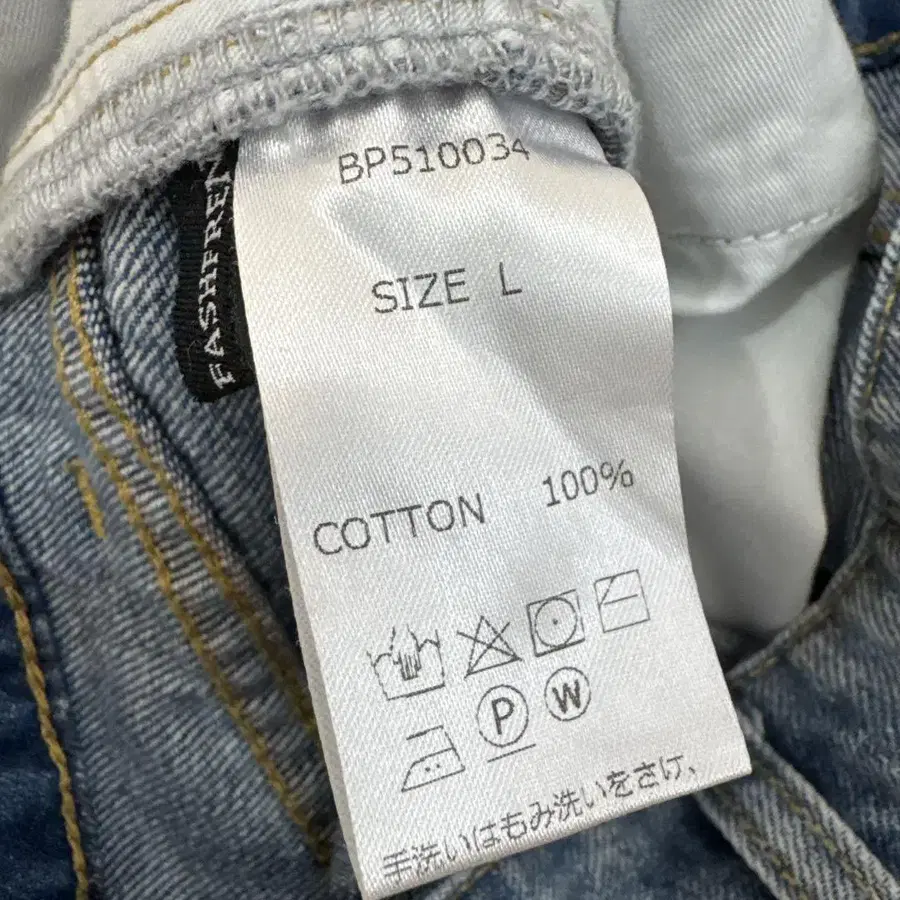 BP510034
FASHFREN
SIZE L
COTTON 100%
P W
手洗いはもみ洗いをさけ、